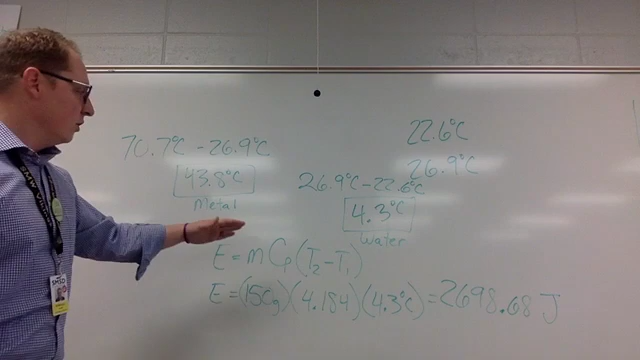 22.6°C
70.7°C - 26.9°C
26.9°C
43.8°C
26.9°C - 22.6°C
Metal
4.3°C
Water
E = m Cp (T₂ - T₁)
E = (150g)(4.184)(4.3°C) = 2698.68 J